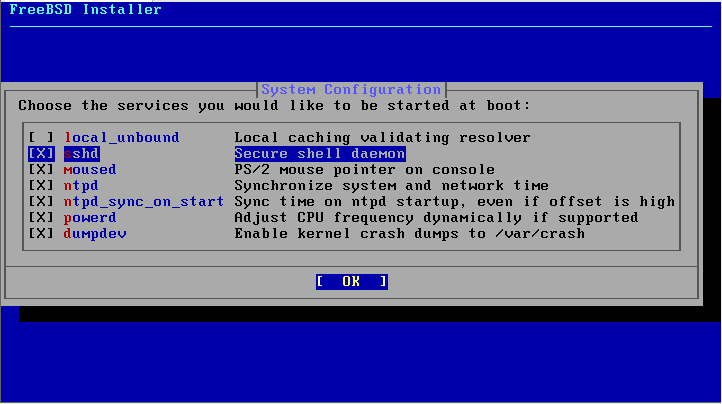 FreeBSD Installer
System Configuration
Choose the services you would like to be started at boot:
[ ] local_unbound Local caching validating resolver
[X] sshd Secure shell daemon
[X] moused PS/2 mouse pointer on console
[X] ntpd Synchronize system and network time
[X] ntpd_sync_on_start Sync time on ntpd startup, even if offset is high
[X] powerd Adjust CPU frequency dynamically if supported
[X] dumpdev Enable kernel crash dumps to /var/crash
[ OK ]